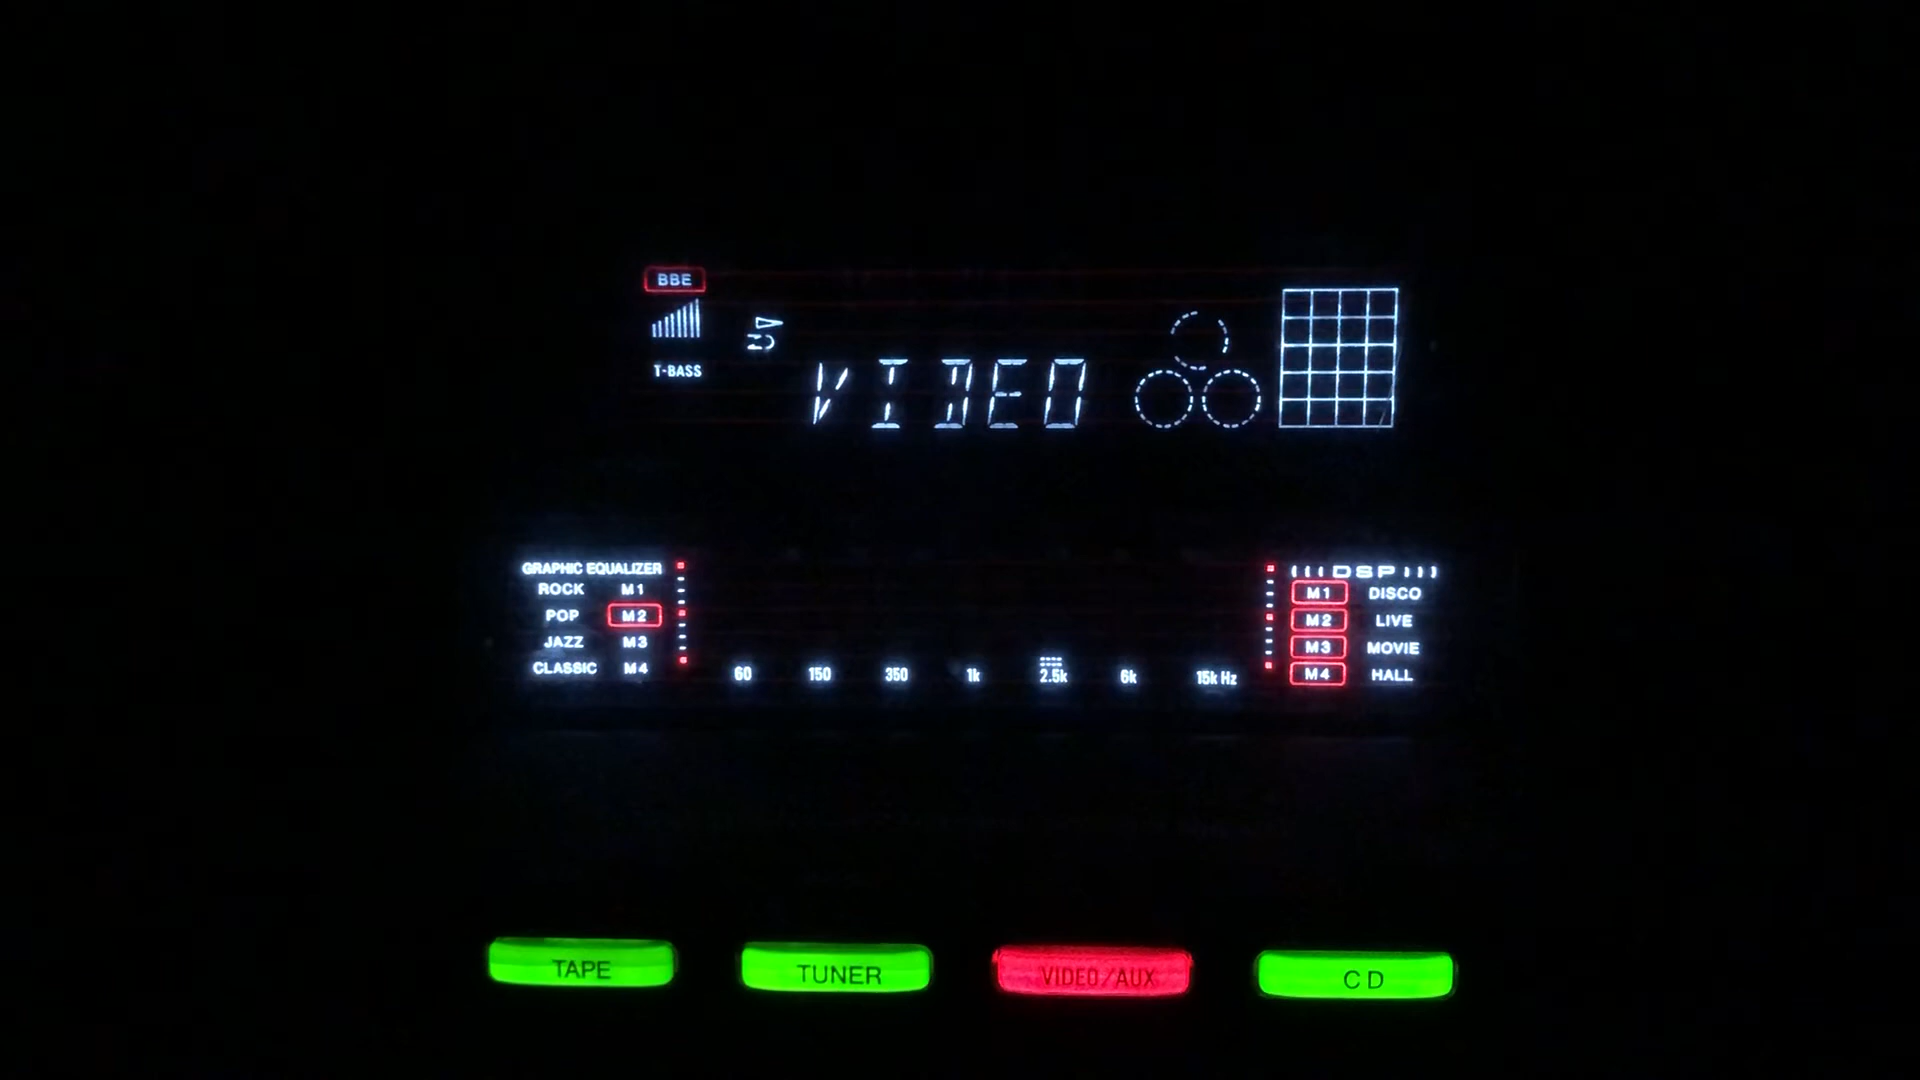 BBE
T-BASS
VIDEO
GRAPHIC EQUALIZER
ROCK M1
POP M2
JAZZ M3
CLASSIC M4
60 150 350 1k 2.5k 6k 15k Hz
DSP
M1 DISCO
M2 LIVE
M3 MOVIE
M4 HALL
TAPE TUNER VIDEO/AUX CD